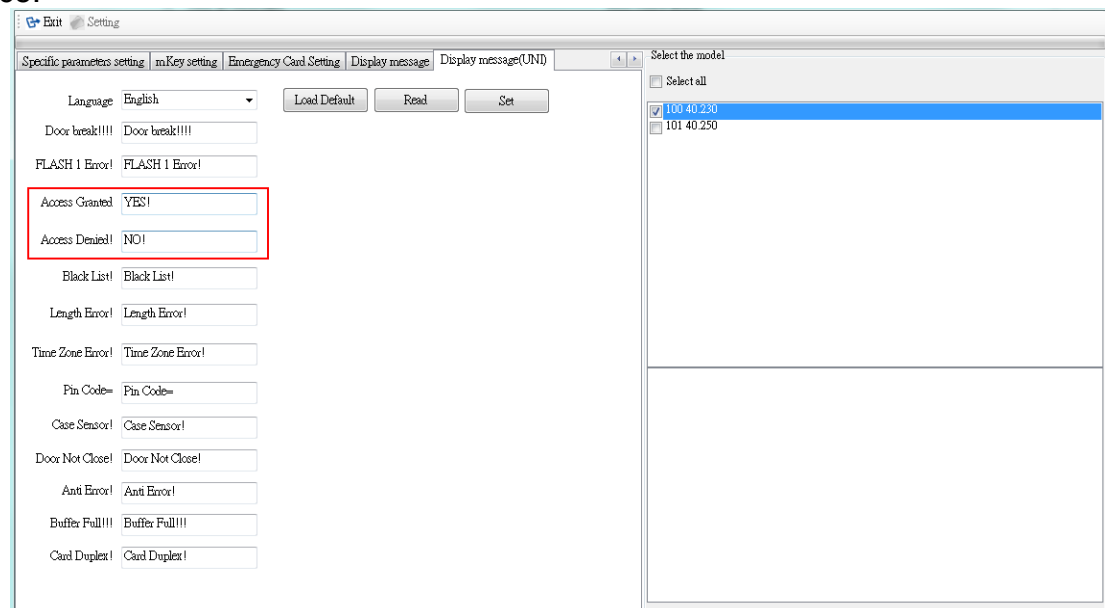 Exit Setting
Specific parameters setting mKey setting Emergency Card Setting Display message Display message(UNI)
Language English Load Default Read Set
Door break!!!! Door break!!!!
FLASH 1 Error! FLASH 1 Error!
Access Granted YES!
Access Denied! NO!
Black List! Black List!
Length Error! Length Error!
Time Zone Error! Time Zone Error!
Pin Code= Pin Code=
Case Sensor! Case Sensor!
Door Not Close! Door Not Close!
Anti Error! Anti Error!
Buffer Full!!! Buffer Full!!!
Card Duplex! Card Duplex!
Select the model
Select all
100 40.230
101 40.250